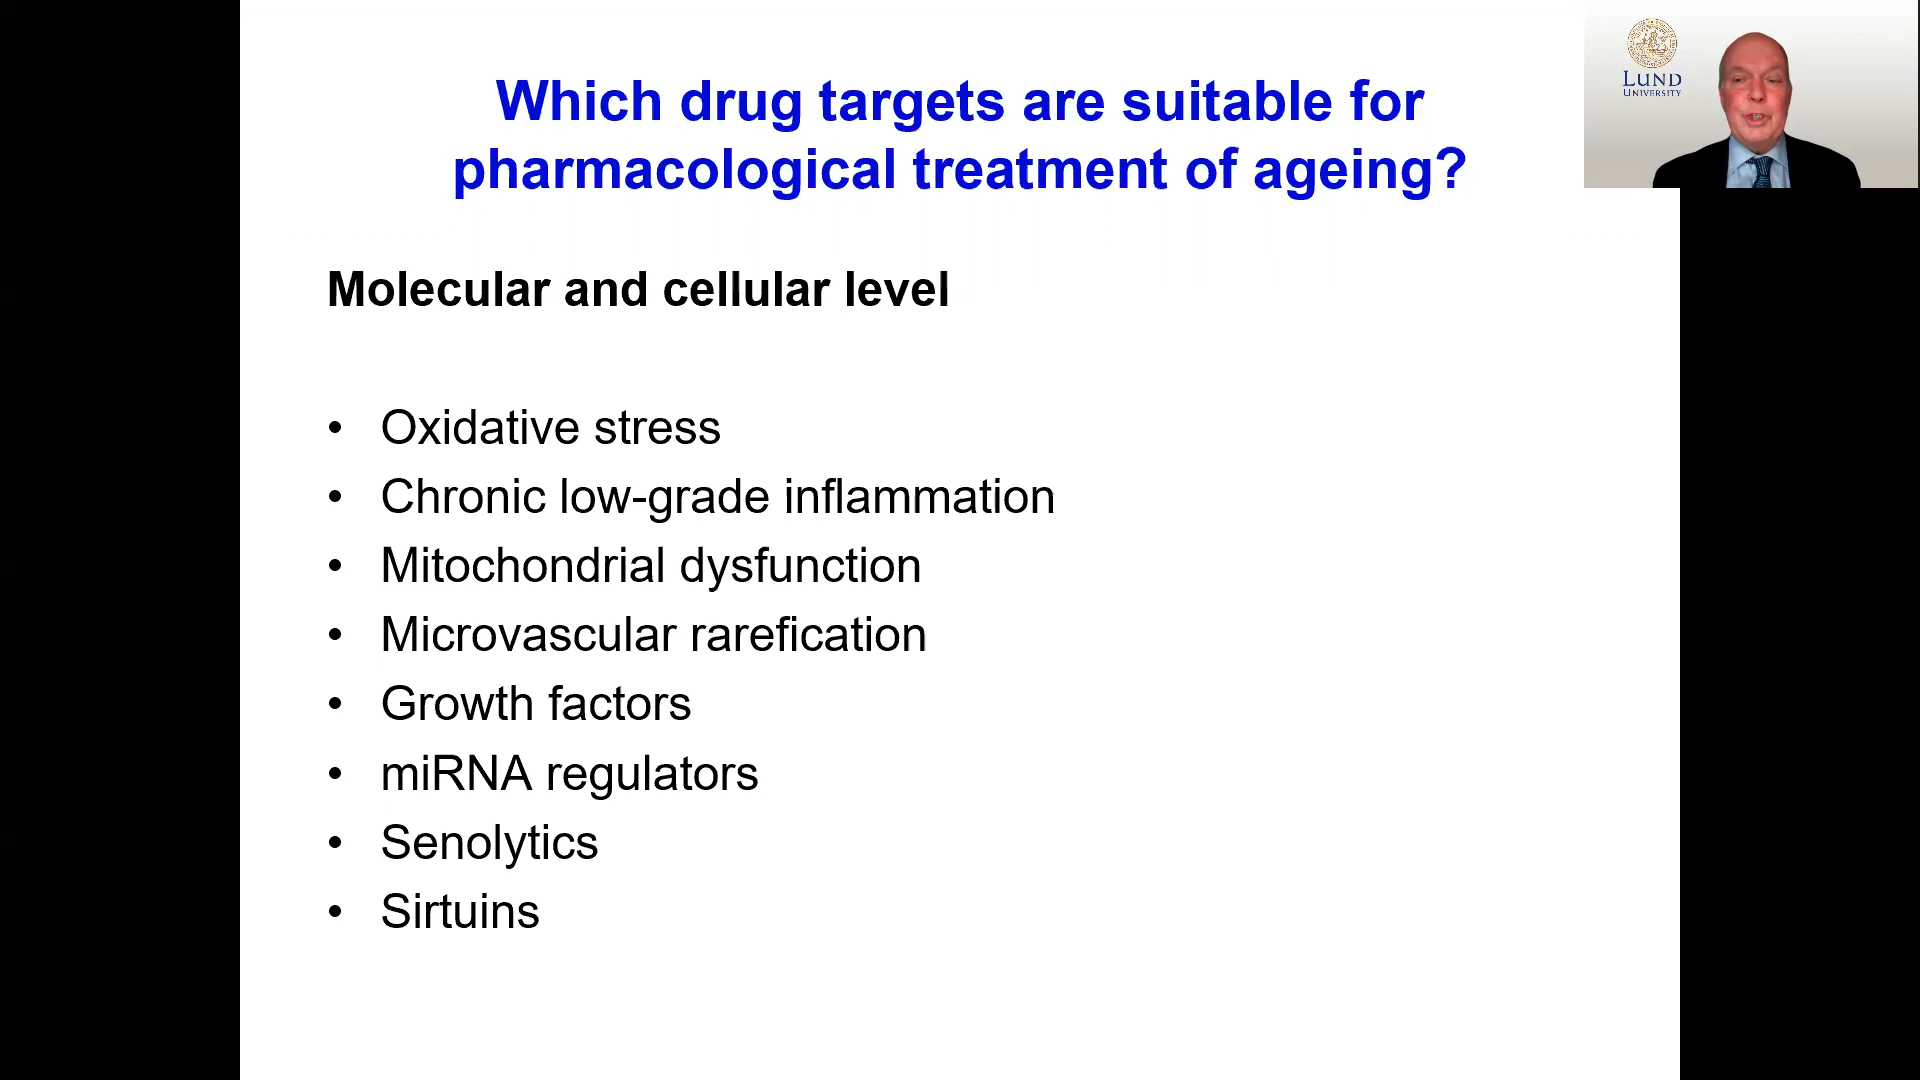 Which drug targets are suitable for
pharmacological treatment of ageing?
LUND
UNIVERSITY
Molecular and cellular level
• Oxidative stress
• Chronic low-grade inflammation
• Mitochondrial dysfunction
• Microvascular rarefication
• Growth factors
• miRNA regulators
• Senolytics
• Sirtuins